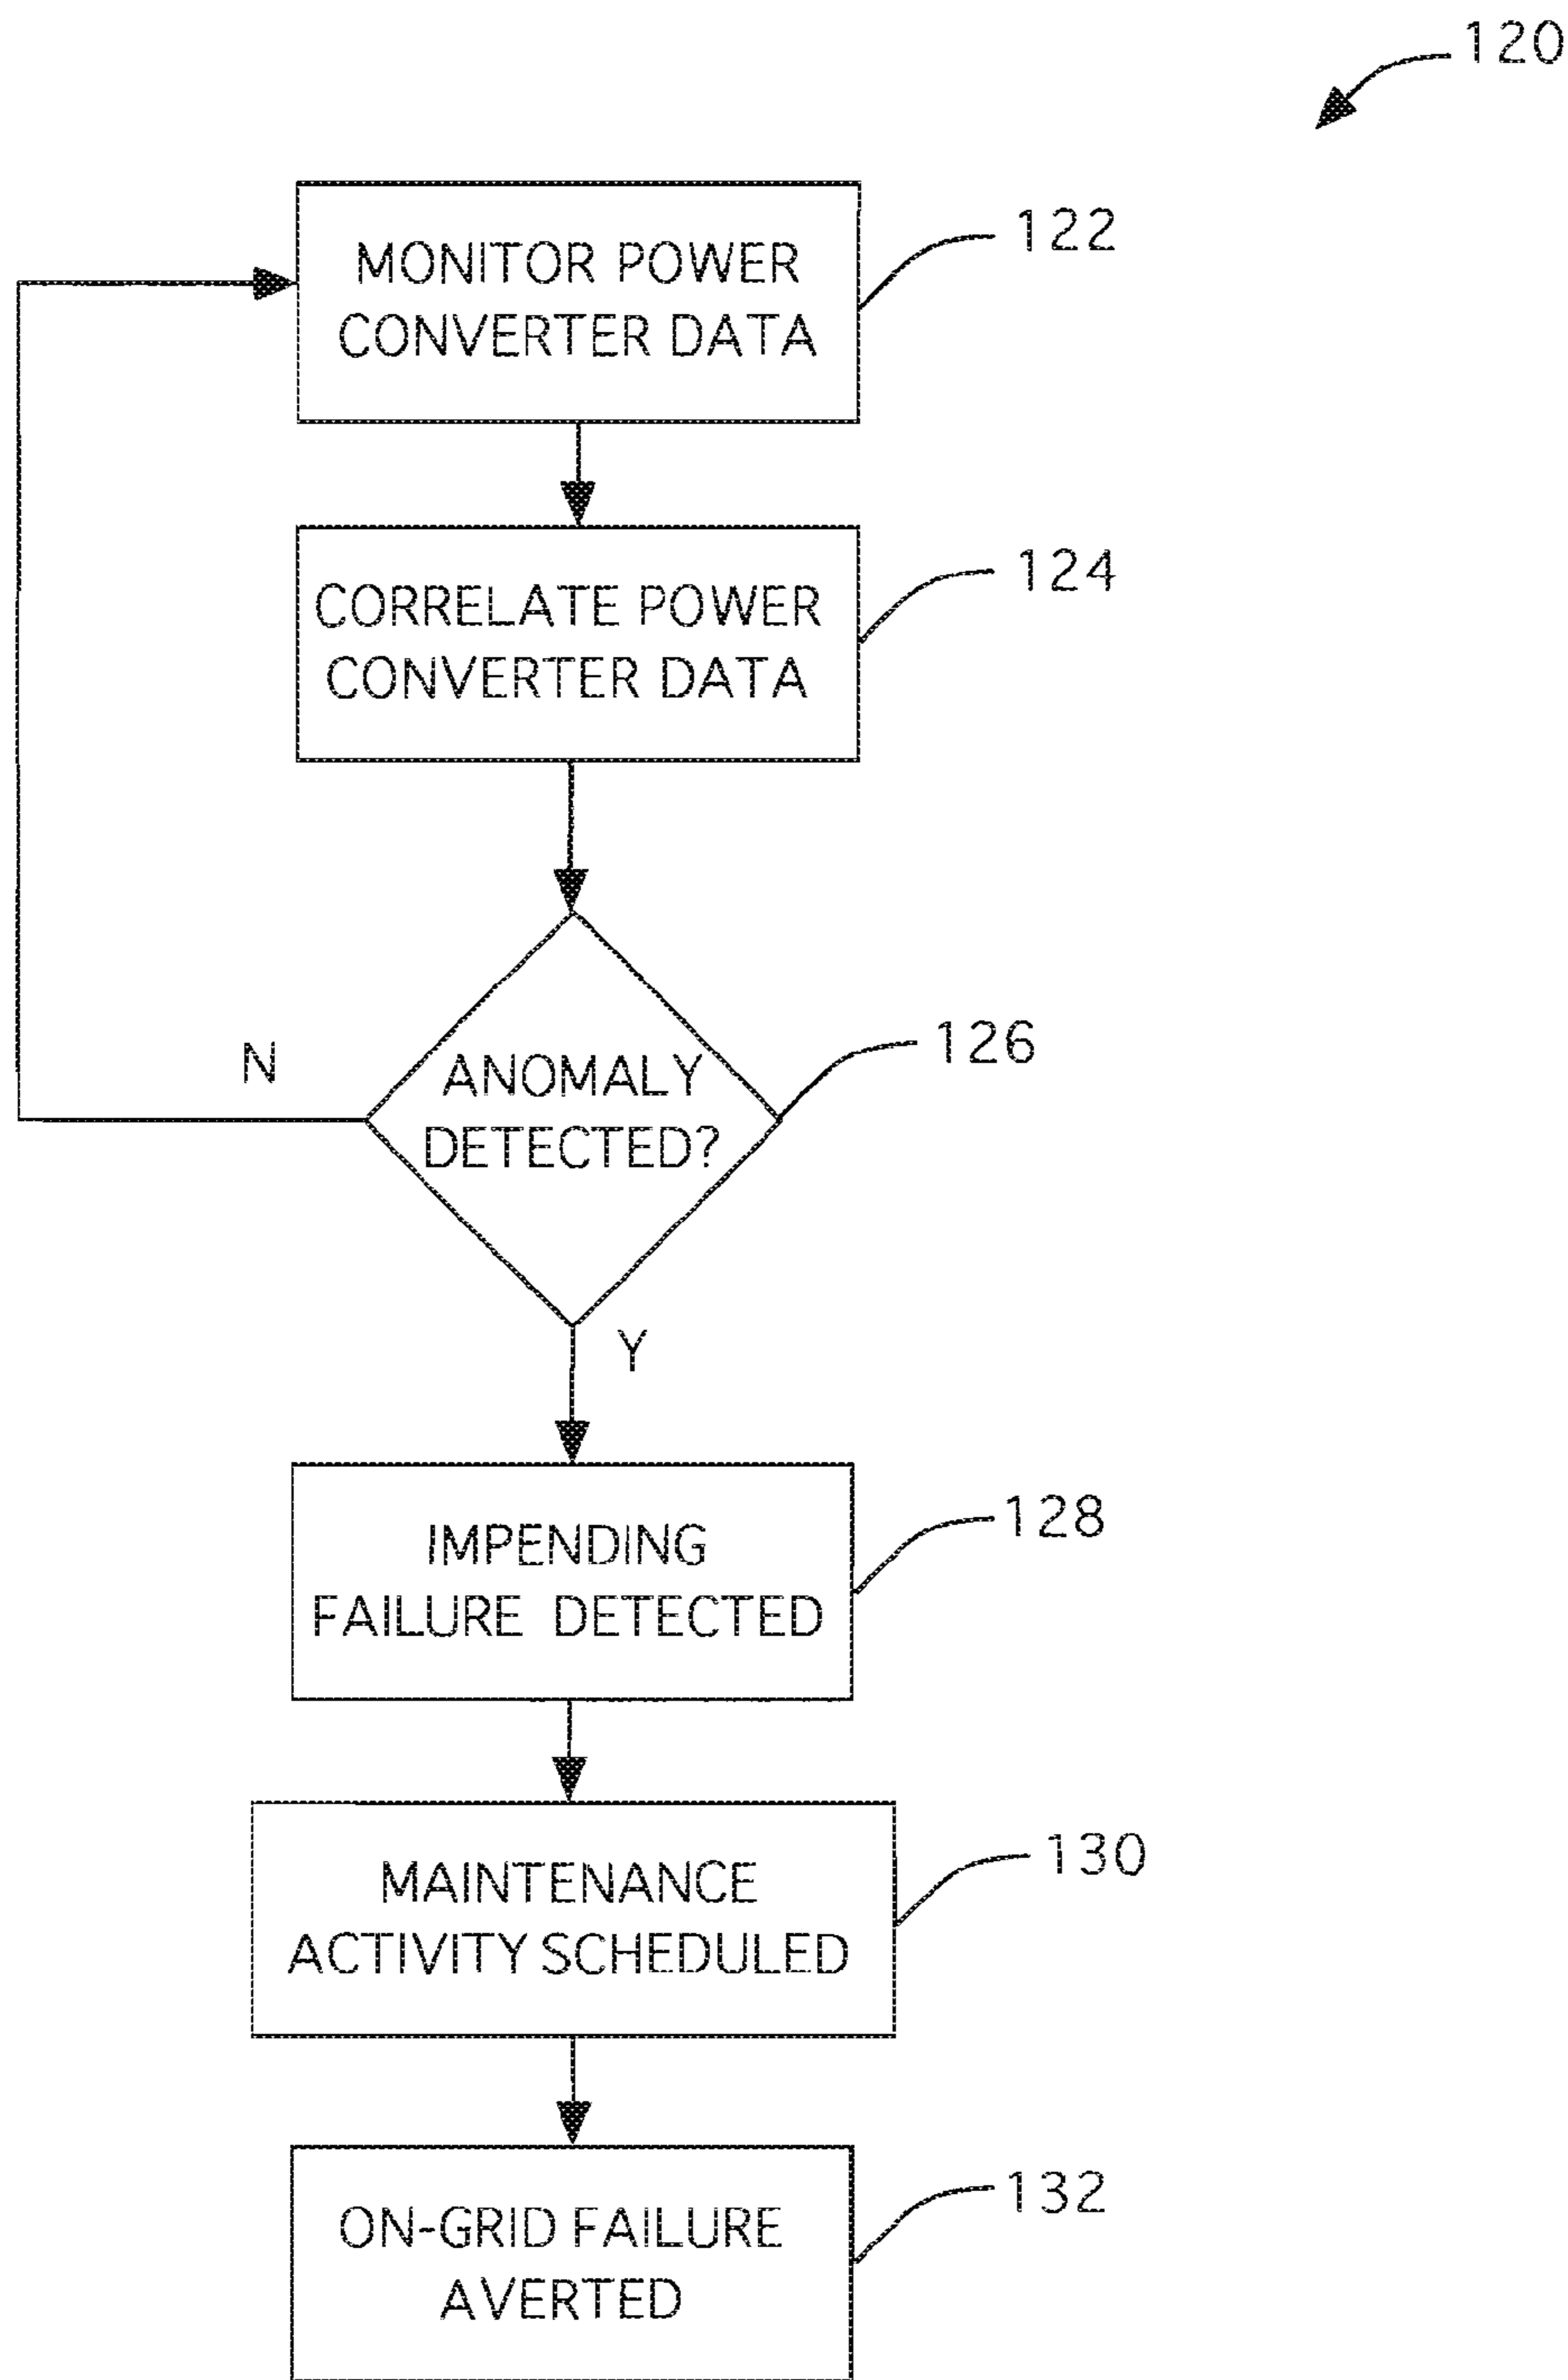 120
MONITOR POWER
CONVERTER DATA
122
CORRELATE POWER
CONVERTER DATA
124
N
ANOMALY
DETECTED?
126
Y
IMPENDING
FAILURE DETECTED
128
MAINTENANCE
ACTIVITY SCHEDULED
130
ON-GRID FAILURE
AVERTED
132